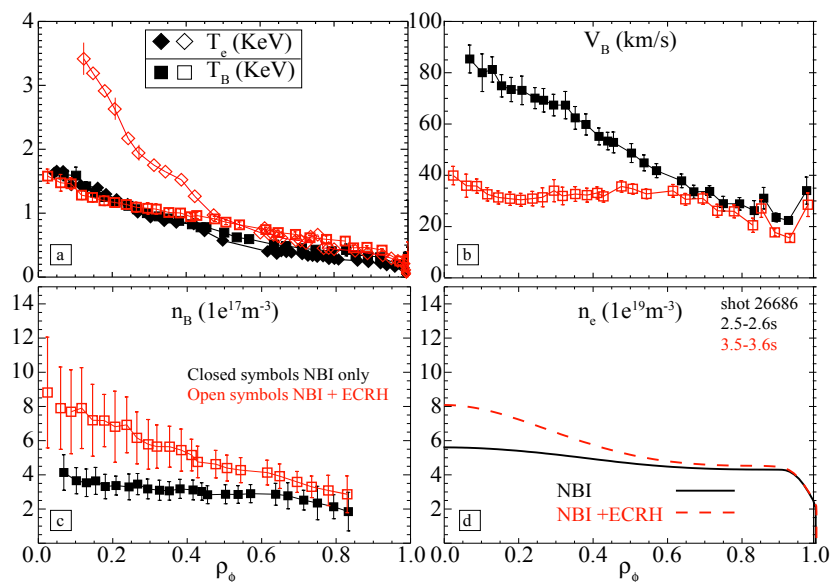 4
3
2
1
0
T_e (KeV)
T_B (KeV)
a
100
80
60
40
20
0
V_B (km/s)
b
14
12
10
8
6
4
2
n_B (1e^17m^-3)
Closed symbols NBI only
Open symbols NBI + ECRH
c
0.0 0.2 0.4 0.6 0.8 1.0
ρ_ϕ
14
12
10
8
6
4
2
n_e (1e^19m^-3)
shot 26686
2.5-2.6s
3.5-3.6s
NBI
NBI +ECRH
d
0.0 0.2 0.4 0.6 0.8 1.0
ρ_ϕ